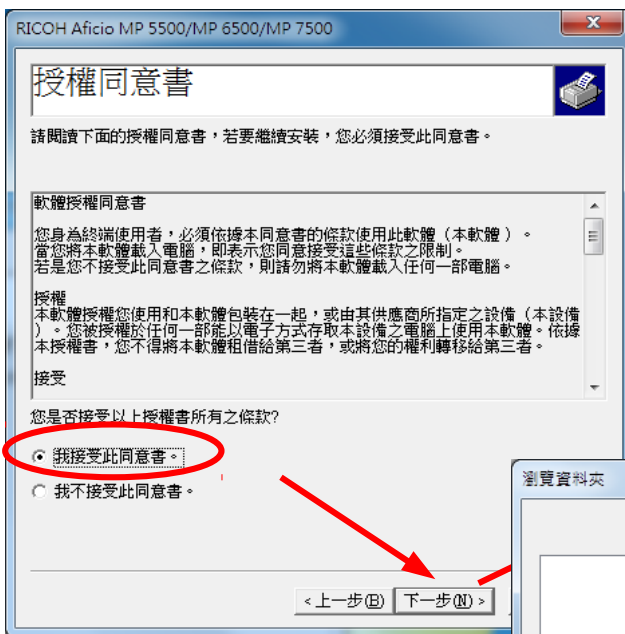 RICOH Aficio MP 5500/MP 6500/MP 7500
授權同意書
請閱讀下面的授權同意書，若要繼續安裝，您必須接受此同意書。
軟體授權同意書
您身為終端使用者，必須依據本同意書的條款使用此軟體（本軟體）。
當您將本軟體載入電腦，即表示您同意接受這些條款之限制。
若是您不接受此同意書之條款，則請勿將本軟體載入任何一部電腦。
授權
本軟體授權您使用和本軟體包裝在一起，或由其供應商所指定之設備（本設備
）。您被授權於任何一部能以電子方式存取本設備之電腦上使用本軟體。依據
本授權書，您不得將本軟體租借給第三者，或將您的權利轉移給第三者。
接受
您是否接受以上授權書所有之條款?
我接受此同意書。
我不接受此同意書。
瀏覽資料夾
<上一步(B) 下一步(N) >